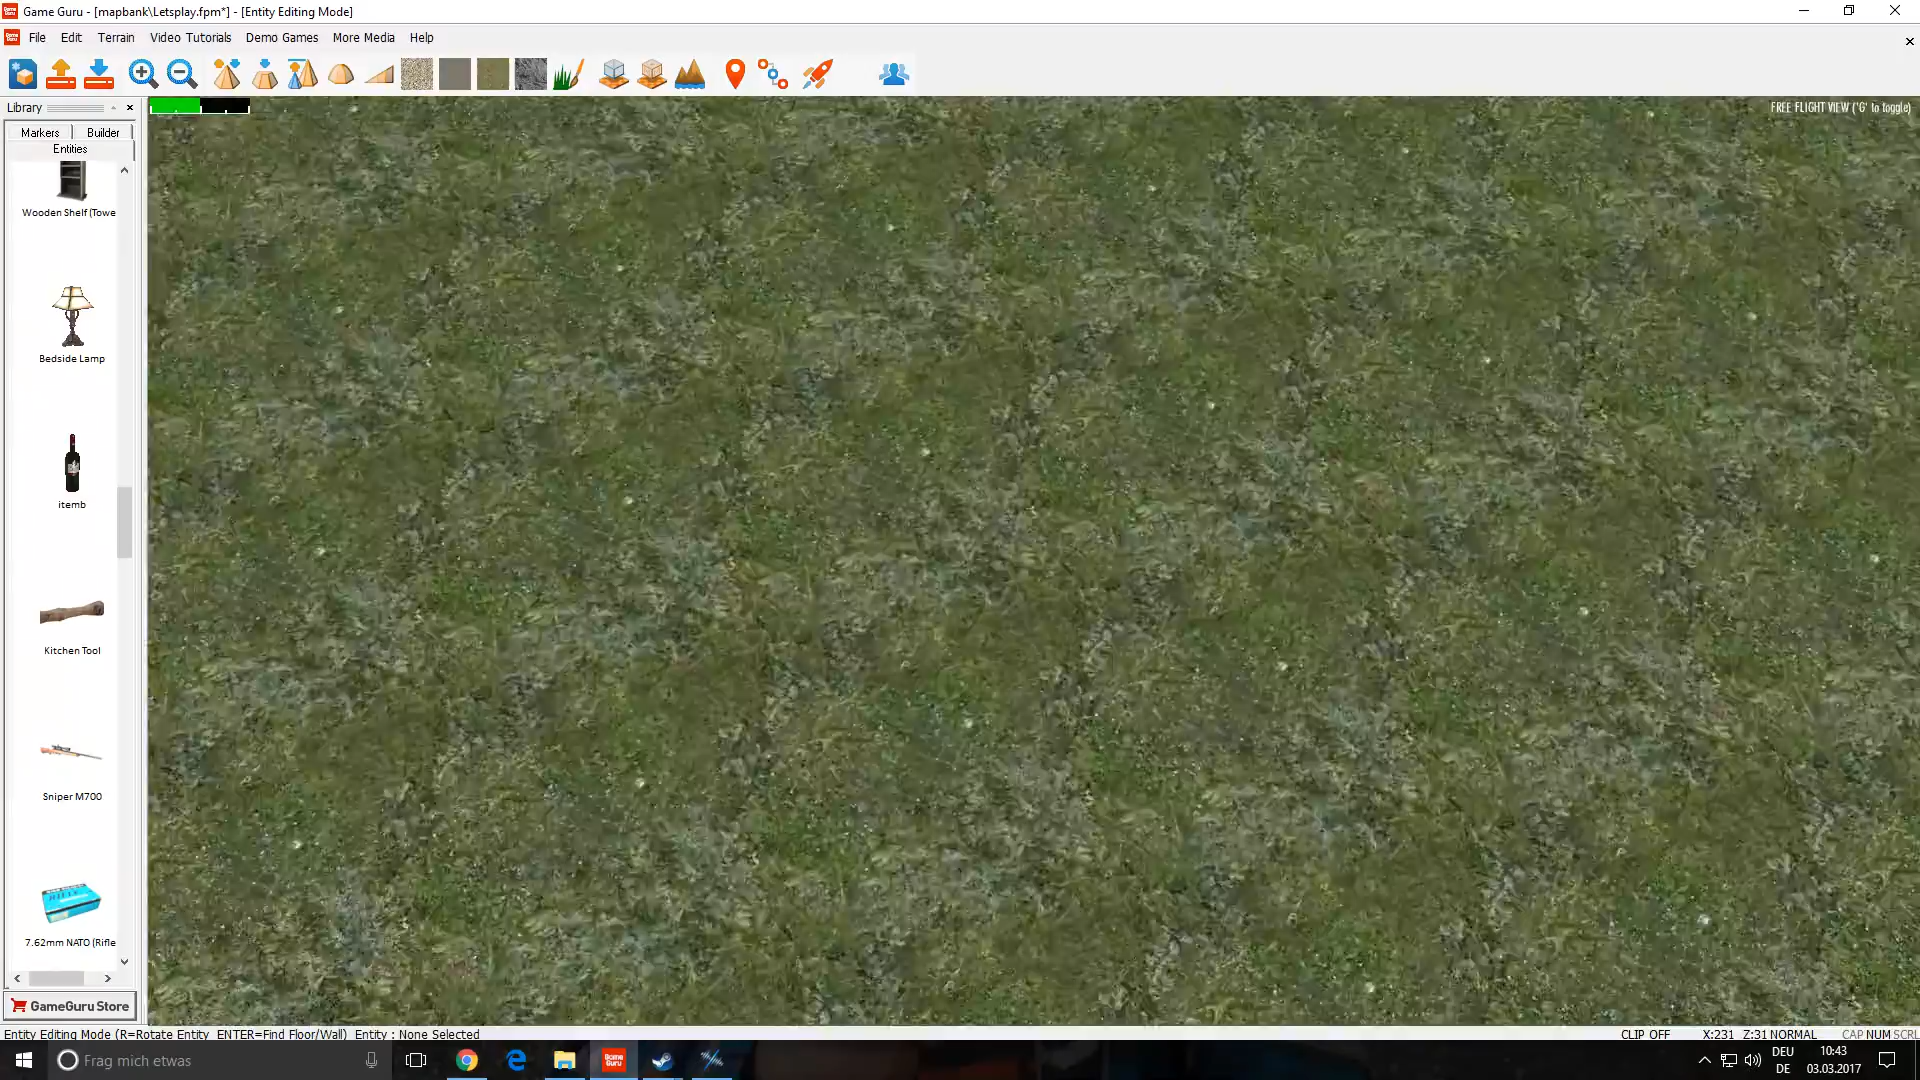 Game Guru - [mapbank\Letsplay.fpm*] - [Entity Editing Mode]
File Edit Terrain Video Tutorials Demo Games More Media Help
Library
FREE FLIGHT VIEW ('G' to toggle)
Markers Builder
Entities
Wooden Shelf (Towe
Bedside Lamp
itemb
Kitchen Tool
Sniper M700
7.62mm NATO (Rifle
GameGuru Store
Entity Editing Mode (R=Rotate Entity ENTER=Find Floor/Wall) Entity : None Selected CLIP OFF X:231 Z:31 NORMAL CAP NUM SCRL
Frag mich etwas
DEU
DE
10:43
03.03.2017